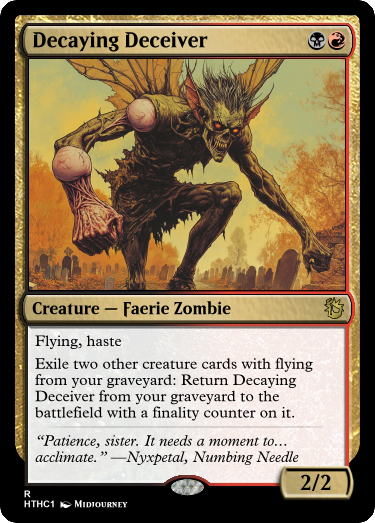 Decaying Deceiver
Creature — Faerie Zombie
Flying, haste
Exile two other creature cards with flying
from your graveyard: Return Decaying
Deceiver from your graveyard to the
battlefield with a finality counter on it.
“Patience, sister. It needs a moment to…
acclimate.” —Nyxpetal, Numbing Needle
2/2
R
HTHC1 Midjourney